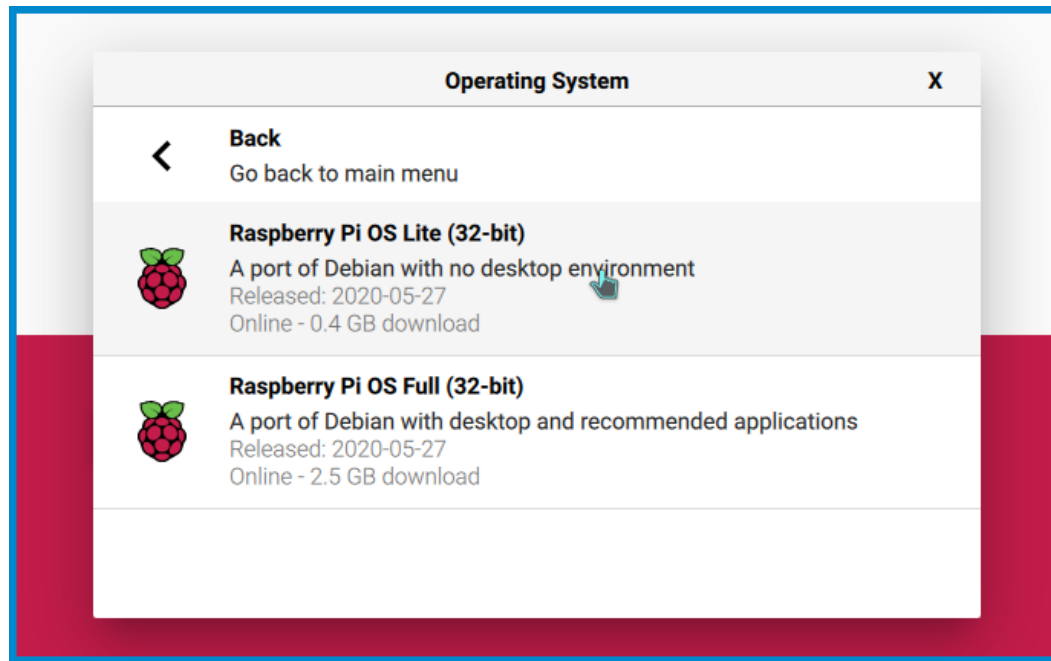 Operating System X
Back
Go back to main menu
Raspberry Pi OS Lite (32-bit)
A port of Debian with no desktop environment
Released: 2020-05-27
Online - 0.4 GB download
Raspberry Pi OS Full (32-bit)
A port of Debian with desktop and recommended applications
Released: 2020-05-27
Online - 2.5 GB download